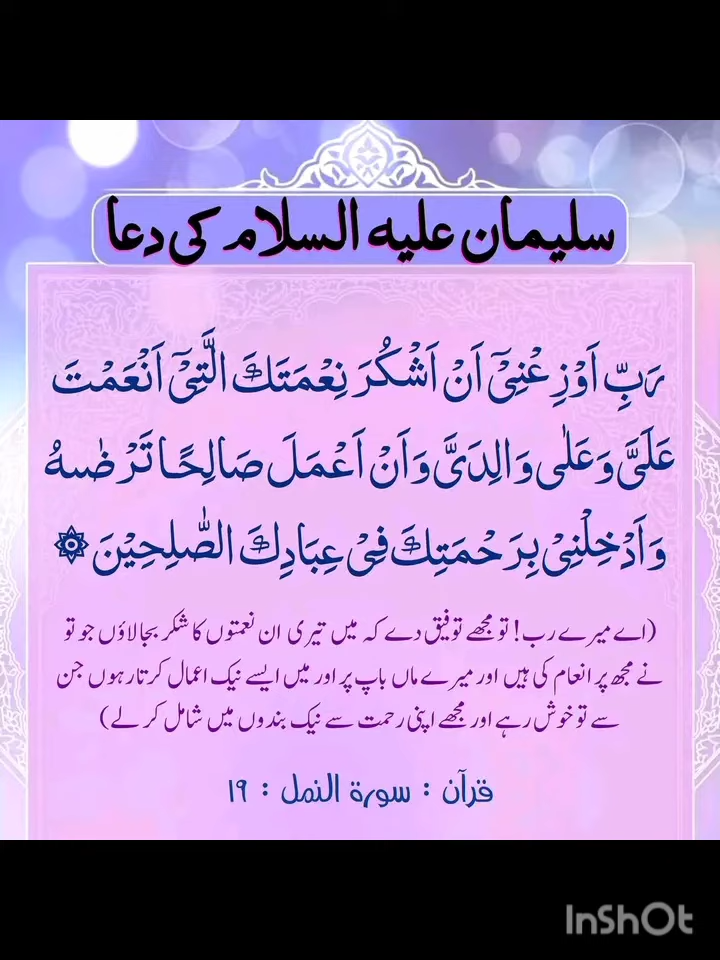 سلیمان علیہ السلام کی دعا
رَبِّ اَوْزِعْنِیْۤ اَنْ اَشْكُرَ نِعْمَتَكَ الَّتِیْۤ اَنْعَمْتَ
عَلَیَّ وَعَلٰی وَالِدَیَّ وَاَنْ اَعْمَلَ صَالِحًا تَرْضٰىهُ
وَاَدْخِلْنِیْ بِرَحْمَتِكَ فِیْ عِبَادِكَ الصّٰلِحِیْنَ
(اے میرے رب! تو مجھے توفیق دے کہ میں تیری ان نعمتوں کا شکر بجالاؤں جو تو
نے مجھ پر انعام کی ہیں اور میرے ماں باپ پر اور میں ایسے نیک اعمال کرتا رہوں جن
سے تو خوش رہے اور مجھے اپنی رحمت سے نیک بندوں میں شامل کر لے)
قرآن : سورة النمل : ١٩
InShOt